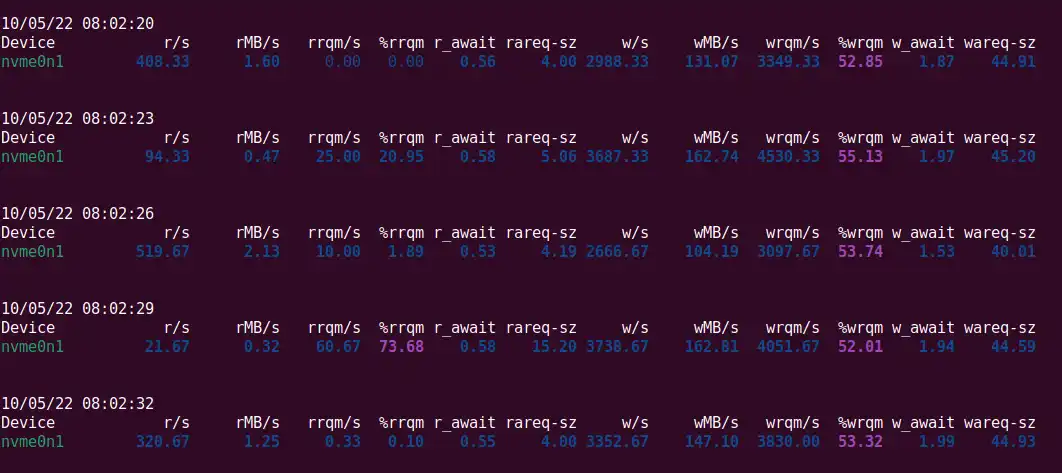 10/05/22 08:02:20
Device r/s rMB/s rrqm/s %rrqm r_await rareq-sz w/s wMB/s wrqm/s %wrqm w_await wareq-sz
nvme0n1 408.33 1.60 0.00 0.00 0.56 4.00 2988.33 131.07 3349.33 52.85 1.87 44.91
10/05/22 08:02:23
Device r/s rMB/s rrqm/s %rrqm r_await rareq-sz w/s wMB/s wrqm/s %wrqm w_await wareq-sz
nvme0n1 94.33 0.47 25.00 20.95 0.58 5.06 3687.33 162.74 4530.33 55.13 1.97 45.20
10/05/22 08:02:26
Device r/s rMB/s rrqm/s %rrqm r_await rareq-sz w/s wMB/s wrqm/s %wrqm w_await wareq-sz
nvme0n1 519.67 2.13 10.00 1.89 0.53 4.19 2666.67 104.19 3097.67 53.74 1.53 40.01
10/05/22 08:02:29
Device r/s rMB/s rrqm/s %rrqm r_await rareq-sz w/s wMB/s wrqm/s %wrqm w_await wareq-sz
nvme0n1 21.67 0.32 60.67 73.68 0.58 15.20 3738.67 162.81 4051.67 52.01 1.94 44.59
10/05/22 08:02:32
Device r/s rMB/s rrqm/s %rrqm r_await rareq-sz w/s wMB/s wrqm/s %wrqm w_await wareq-sz
nvme0n1 320.67 1.25 0.33 0.10 0.55 4.00 3352.67 147.10 3830.00 53.32 1.99 44.93